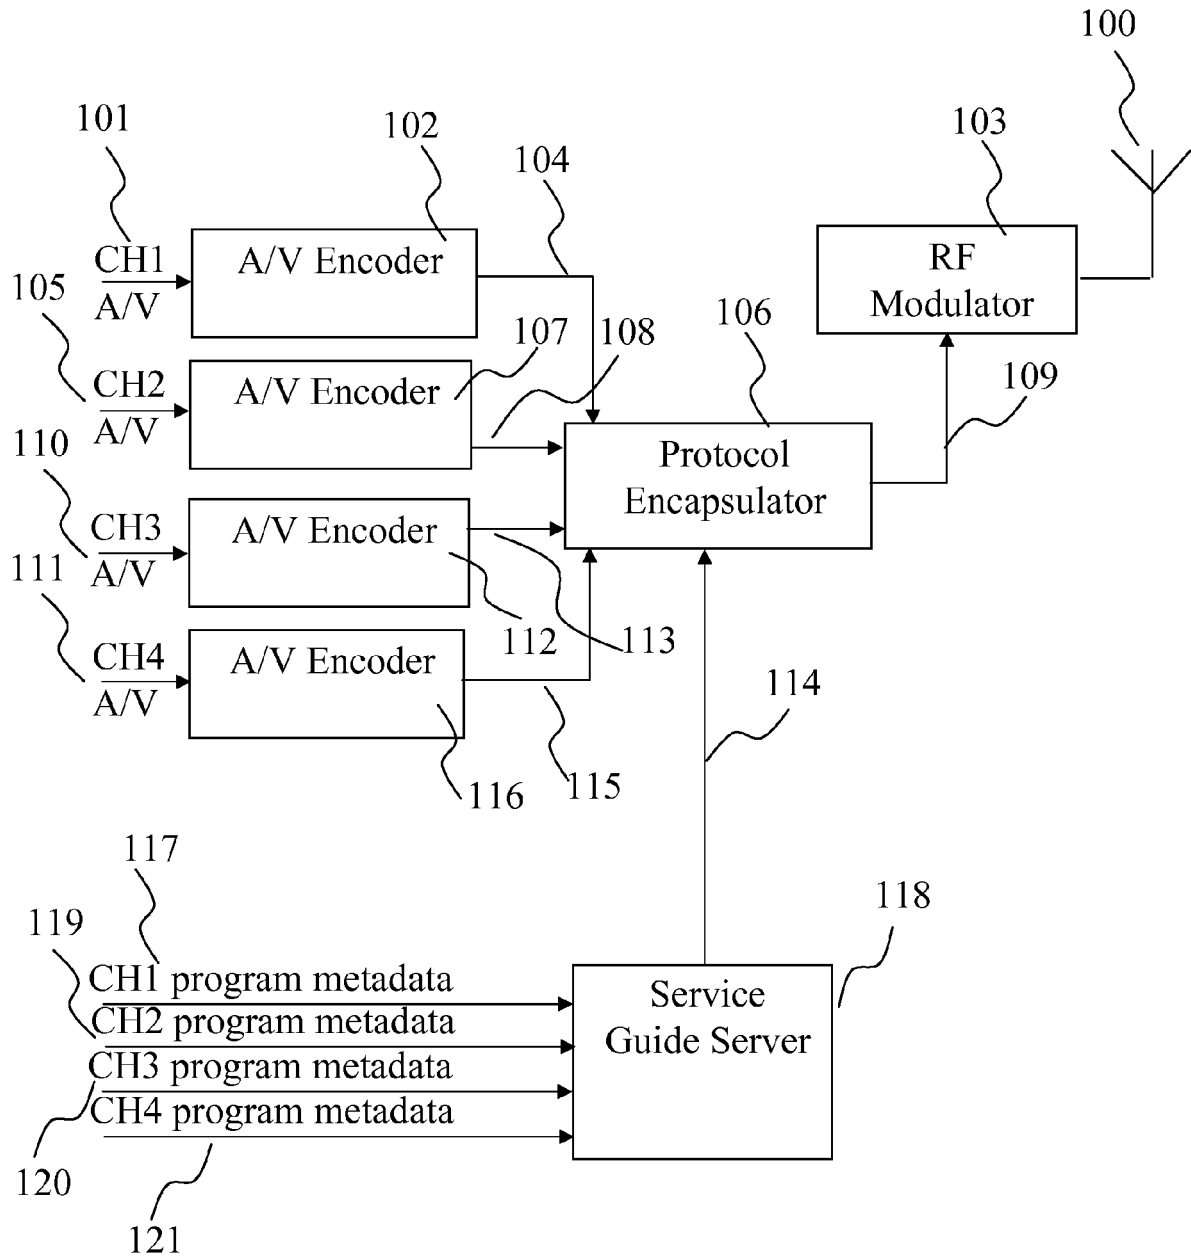 100
101
102
103
104
CH1
A/V
A/V Encoder
RF
Modulator
105
106
107
108
CH2
A/V
A/V Encoder
109
110
Protocol
Encapsulator
CH3
A/V
A/V Encoder
111
112
113
CH4
A/V
A/V Encoder
114
115
116
117
118
119
CH1 program metadata
CH2 program metadata
CH3 program metadata
CH4 program metadata
Service
Guide Server
120
121